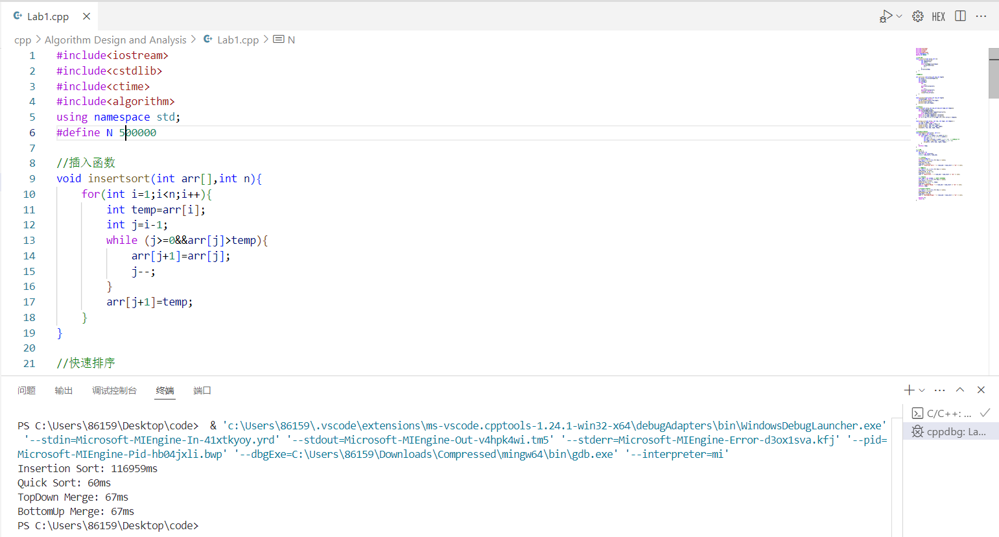 Lab1.cpp
HEX
cpp > Algorithm Design and Analysis > Lab1.cpp > N
1 #include<iostream>
2 #include<cstdlib>
3 #include<ctime>
4 #include<algorithm>
5 using namespace std;
6 #define N 500000
7
8 //插入函数
9 void insertsort(int arr[],int n){
10 for(int i=1;i<n;i++){
11 int temp=arr[i];
12 int j=i-1;
13 while (j>=0&&arr[j]>temp){
14 arr[j+1]=arr[j];
15 j--;
16 }
17 arr[j+1]=temp;
18 }
19 }
20
21 //快速排序
问题 输出 调试控制台 终端 端口
C/C++: ...
cppdbg: La...
PS C:\Users\86159\Desktop\code>  & 'c:\Users\86159\.vscode\extensions\ms-vscode.cpptools-1.24.1-win32-x64\debugAdapters\bin\WindowsDebugLauncher.exe'
'--stdin=Microsoft-MIEngine-In-41xtkyoy.yrd' '--stdout=Microsoft-MIEngine-Out-v4hpk4wi.tm5' '--stderr=Microsoft-MIEngine-Error-d3ox1sva.kfj' '--pid=
Microsoft-MIEngine-Pid-hb04jxli.bwp' '--dbgExe=C:\Users\86159\Downloads\Compressed\mingw64\bin\gdb.exe' '--interpreter=mi'
Insertion Sort: 116959ms
Quick Sort: 60ms
TopDown Merge: 67ms
BottomUp Merge: 67ms
PS C:\Users\86159\Desktop\code>